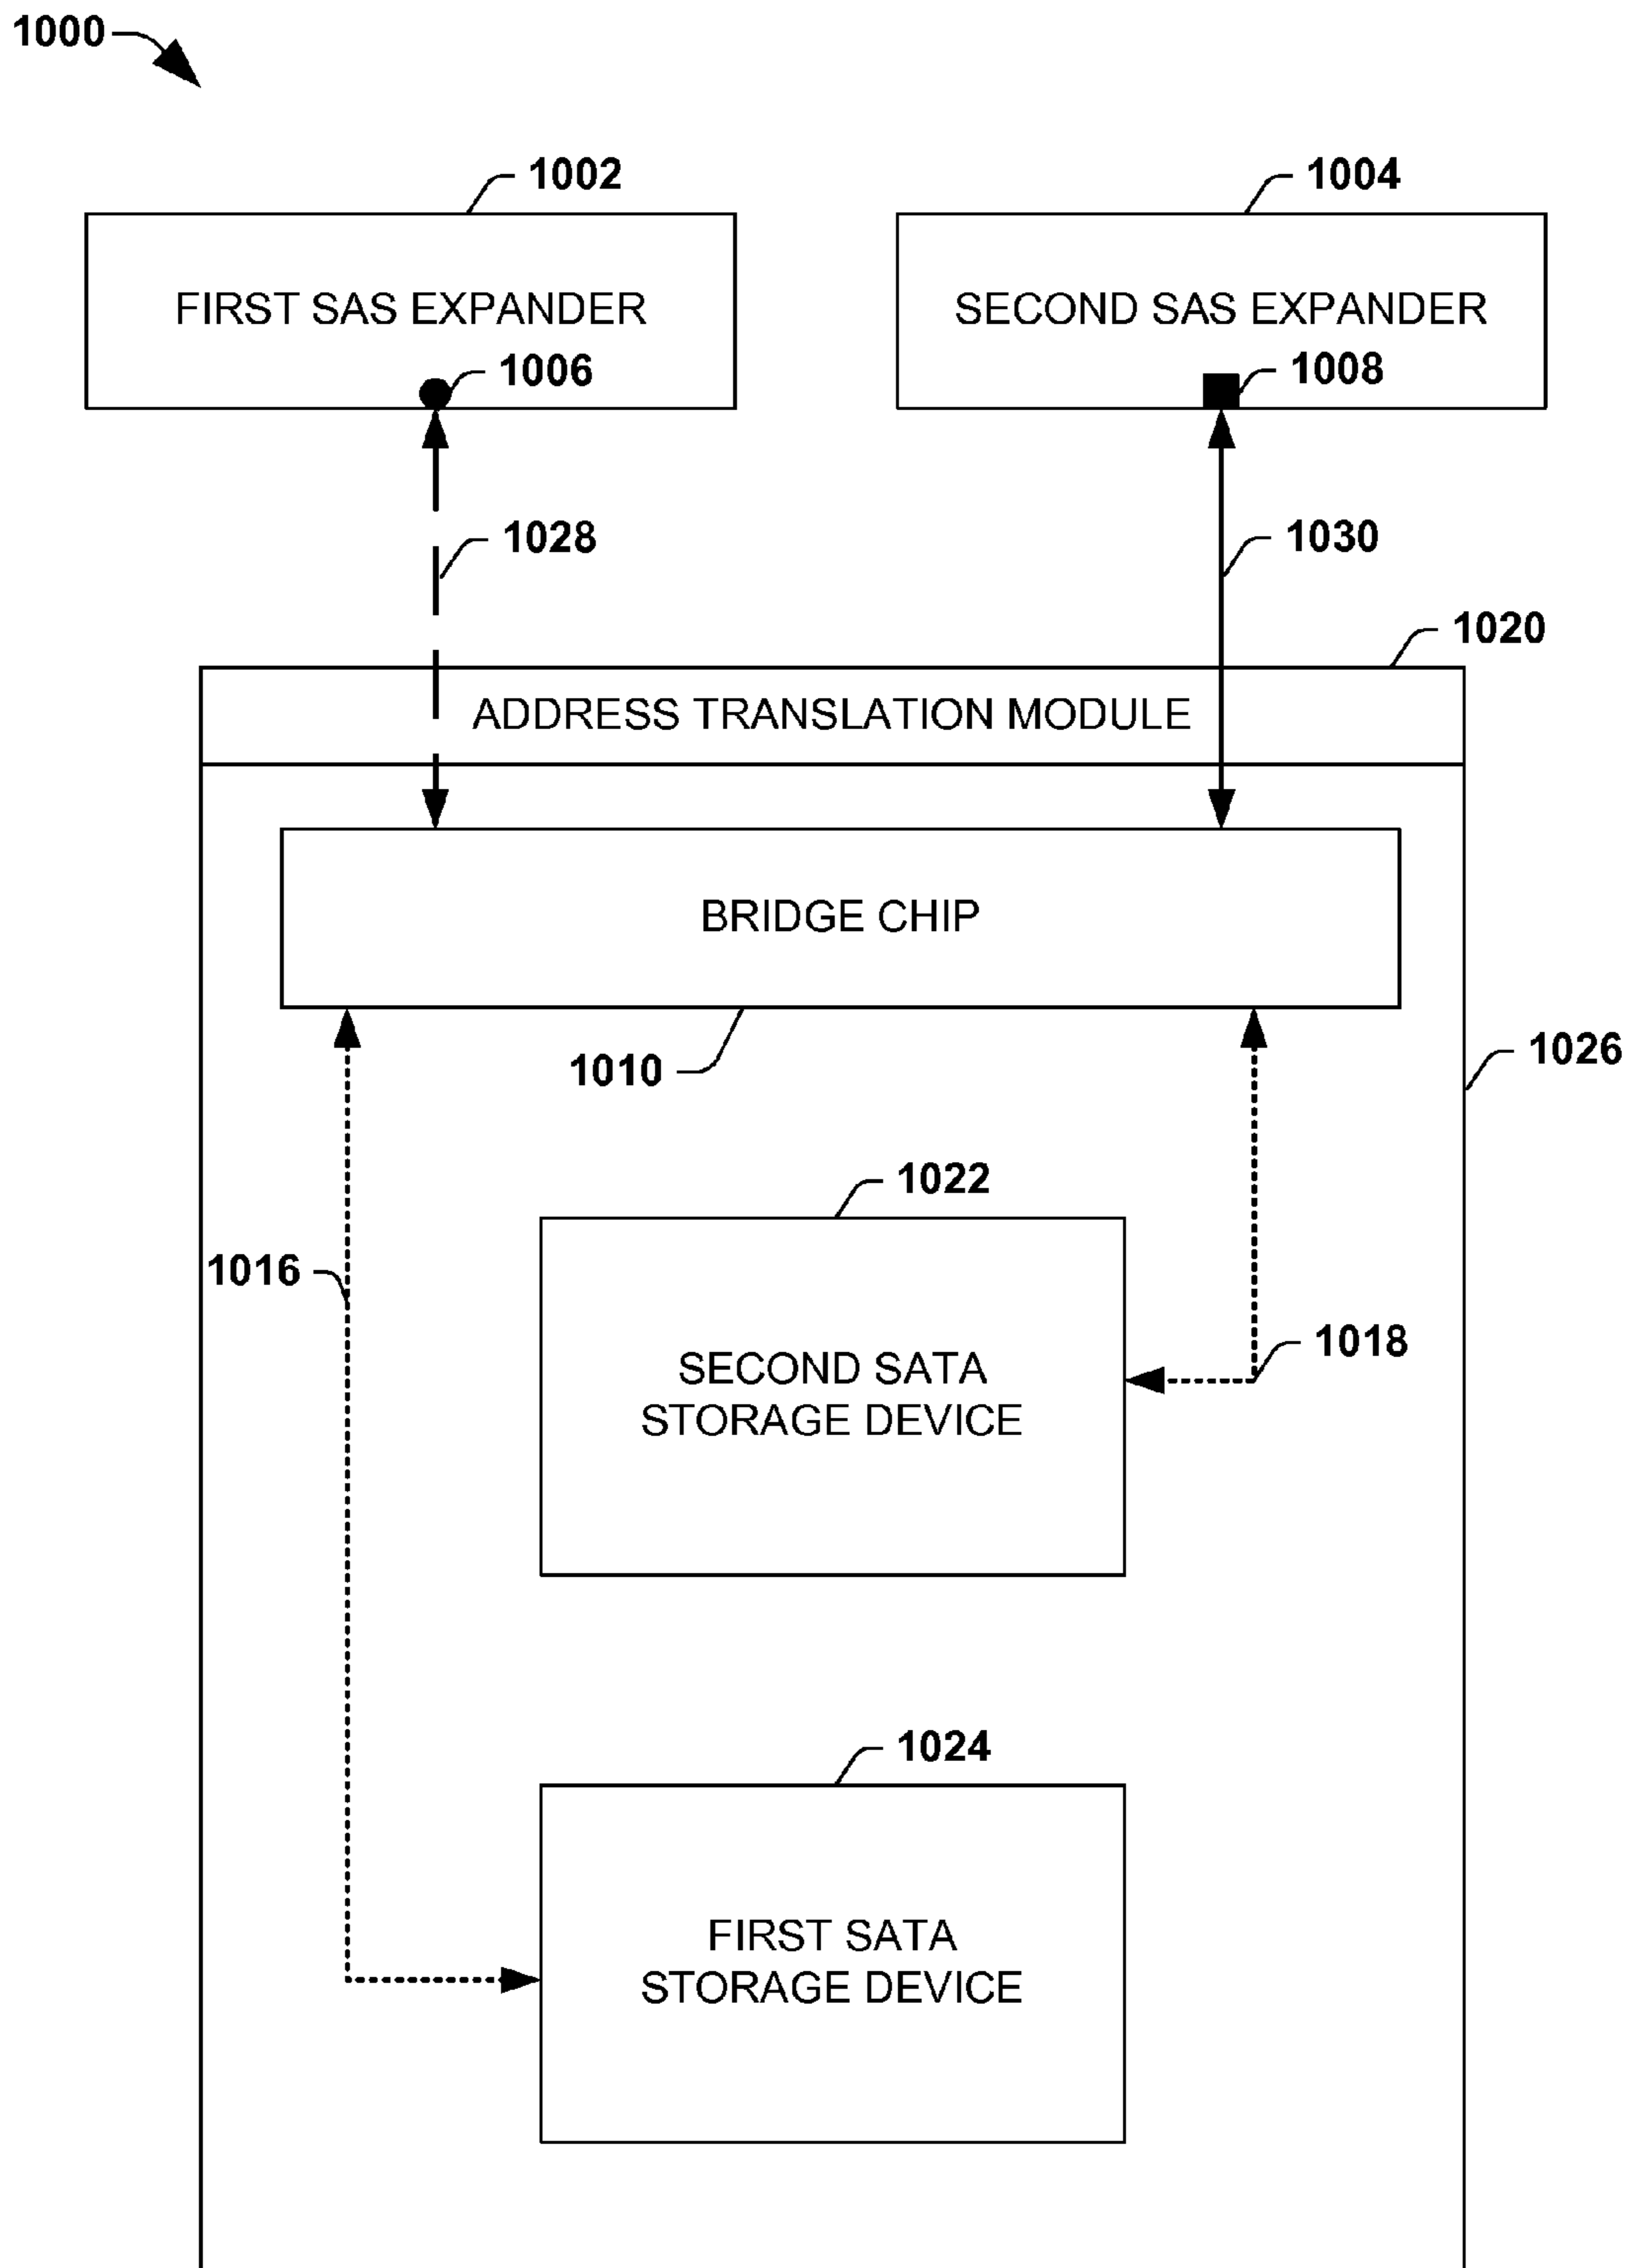 1000
1002
1004
FIRST SAS EXPANDER
SECOND SAS EXPANDER
1006
1008
1028
1030
1020
ADDRESS TRANSLATION MODULE
BRIDGE CHIP
1010
1026
1022
1016
SECOND SATA
STORAGE DEVICE
1018
1024
FIRST SATA
STORAGE DEVICE